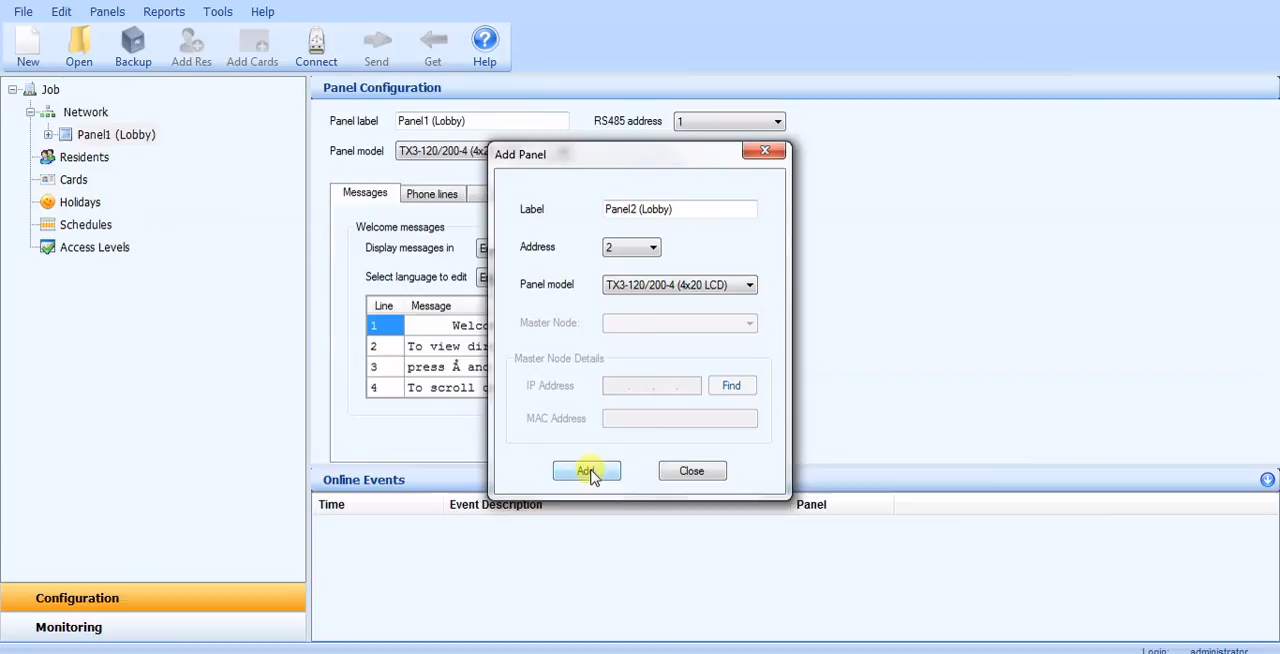 File Edit Panels Reports Tools Help
New Open Backup Add Res Add Cards Connect Send Get Help
Job
Network
Panel1 (Lobby)
Residents
Cards
Holidays
Schedules
Access Levels
Configuration
Monitoring
Panel Configuration
Panel label Panel1 (Lobby) RS485 address 1
Panel model TX3-120/200-4 (4x2
Messages Phone lines
Welcome messages
Display messages in
Select language to edit
Line Message
1 Welco
2 To view dir
3 press Å and
4 To scroll
Add Panel
Label Panel2 (Lobby)
Address 2
Panel model TX3-120/200-4 (4x20 LCD)
Master Node:
Master Node Details
IP Address . . . Find
MAC Address
Add Close
Online Events
Time Event Description Panel
Login: administrator